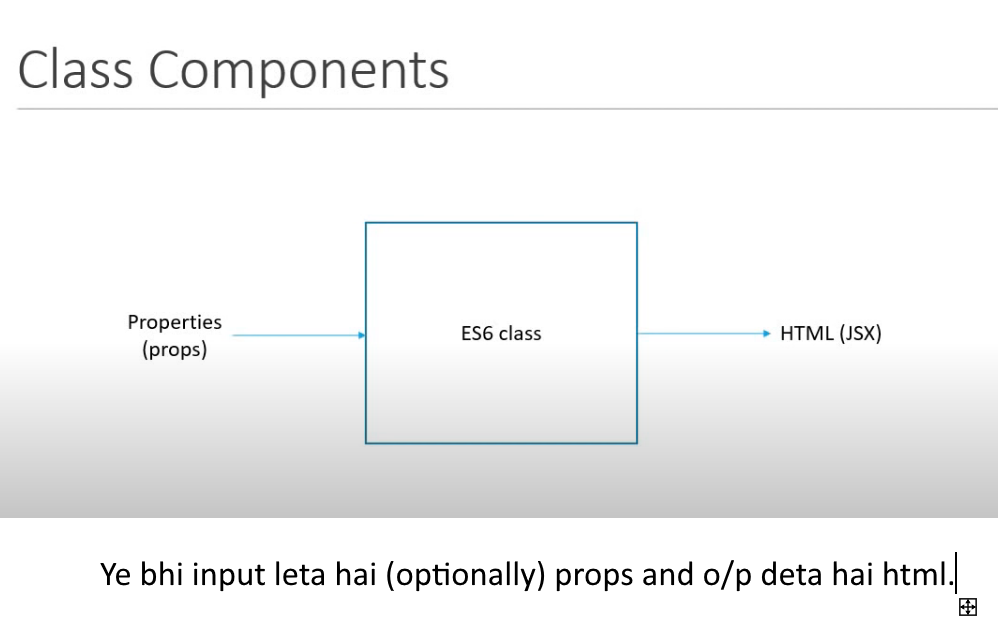 Class Components
Properties
(props)
ES6 class
HTML (JSX)
Ye bhi input leta hai (optionally) props and o/p deta hai html.